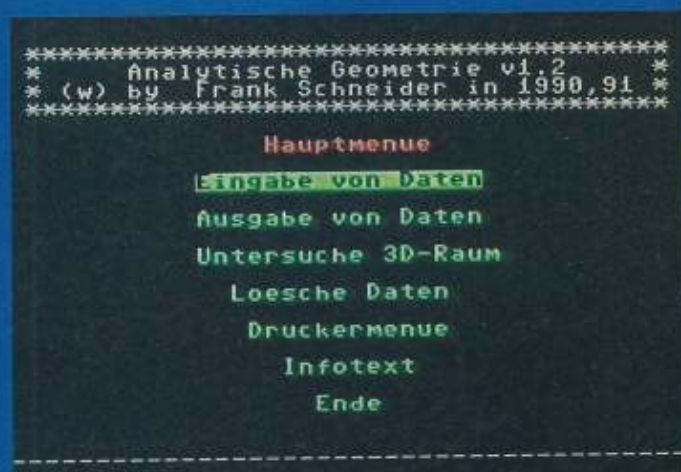 ****************************************
* Analytische Geometrie v1.2 *
* (w) by Frank Schneider in 1990,91 *
****************************************
Hauptmenue
Eingabe von Daten
Ausgabe von Daten
Untersuche 3D-Raum
Loesche Daten
Druckermenue
Infotext
Ende
----------------------------------------